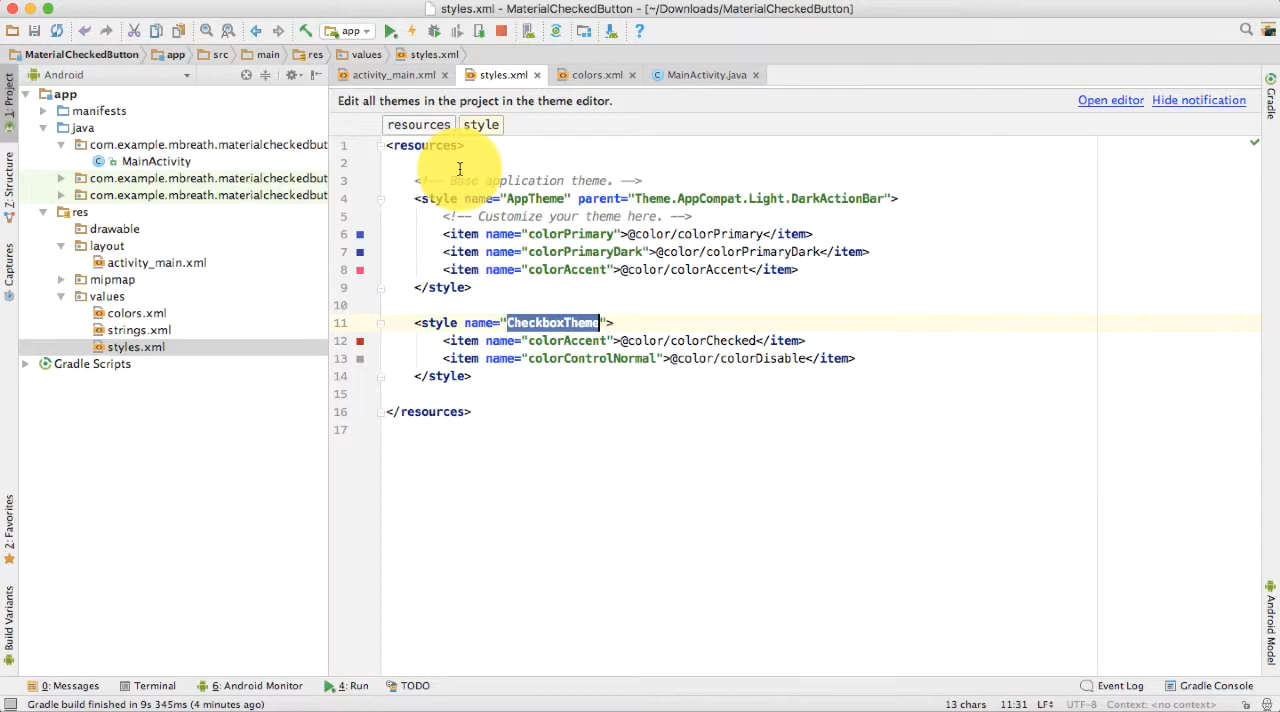 styles.xml - MaterialCheckedButton - [~/Downloads/MaterialCheckedButton]
app
MaterialCheckedButton app src main res values styles.xml
Android
activity_main.xml styles.xml colors.xml MainActivity.java
Edit all themes in the project in the theme editor. Open editor Hide notification
resources style
app
manifests
java
com.example.mbreath.materialcheckedbut
MainActivity
com.example.mbreath.materialcheckedbut
com.example.mbreath.materialcheckedbut
res
drawable
layout
activity_main.xml
mipmap
values
colors.xml
strings.xml
styles.xml
Gradle Scripts
1 <resources>
2
3 <!-- Base application theme. -->
4 <style name="AppTheme" parent="Theme.AppCompat.Light.DarkActionBar">
5 <!-- Customize your theme here. -->
6 <item name="colorPrimary">@color/colorPrimary</item>
7 <item name="colorPrimaryDark">@color/colorPrimaryDark</item>
8 <item name="colorAccent">@color/colorAccent</item>
9 </style>
10
11 <style name="CheckboxTheme">
12 <item name="colorAccent">@color/colorChecked</item>
13 <item name="colorControlNormal">@color/colorDisable</item>
14 </style>
15
16 </resources>
17
1: Project
Z: Structure
Captures
2: Favorites
Build Variants
Gradle
Android Model
0: Messages Terminal 6: Android Monitor 4: Run TODO Event Log Gradle Console
Gradle build finished in 9s 345ms (4 minutes ago) 13 chars 11:31 LF UTF-8 Context: <no context>